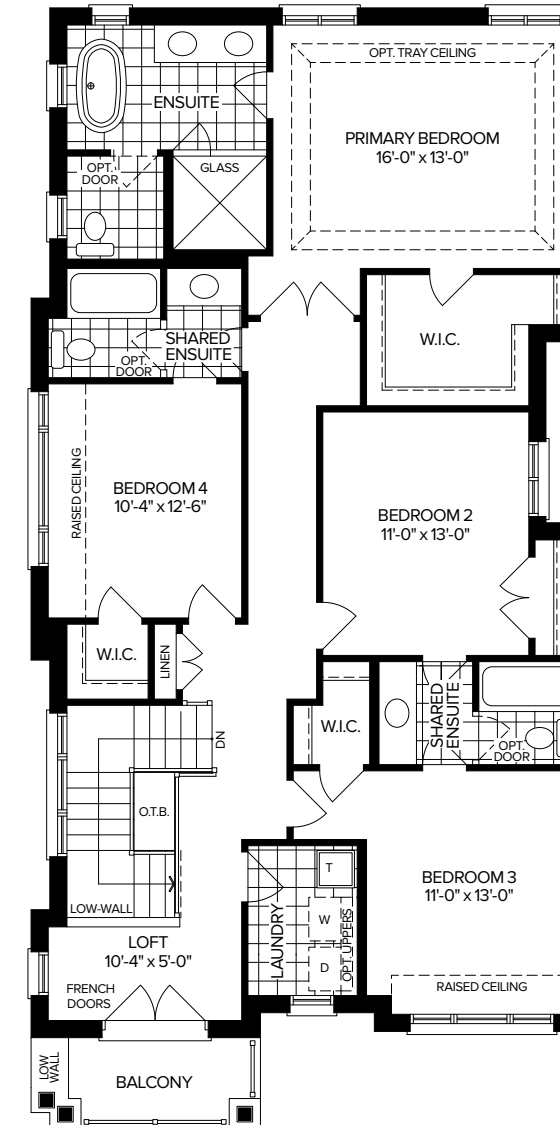 OPT. TRAY CEILING
ENSUITE
PRIMARY BEDROOM
16'-0" x 13'-0"
OPT.
DOOR
GLASS
W.I.C.
SHARED
ENSUITE
OPT.
DOOR
RAISED CEILING
BEDROOM 4
10'-4" x 12'-6"
BEDROOM 2
11'-0" x 13'-0"
W.I.C.
LINEN
SHARED
ENSUITE
W.I.C.
OPT.
DOOR
DN
O.T.B.
BEDROOM 3
11'-0" x 13'-0"
T
LOW-WALL
LAUNDRY
W
OPT. UPPERS
LOFT
10'-4" x 5'-0"
D
FRENCH
DOORS
RAISED CEILING
LOW
WALL
BALCONY